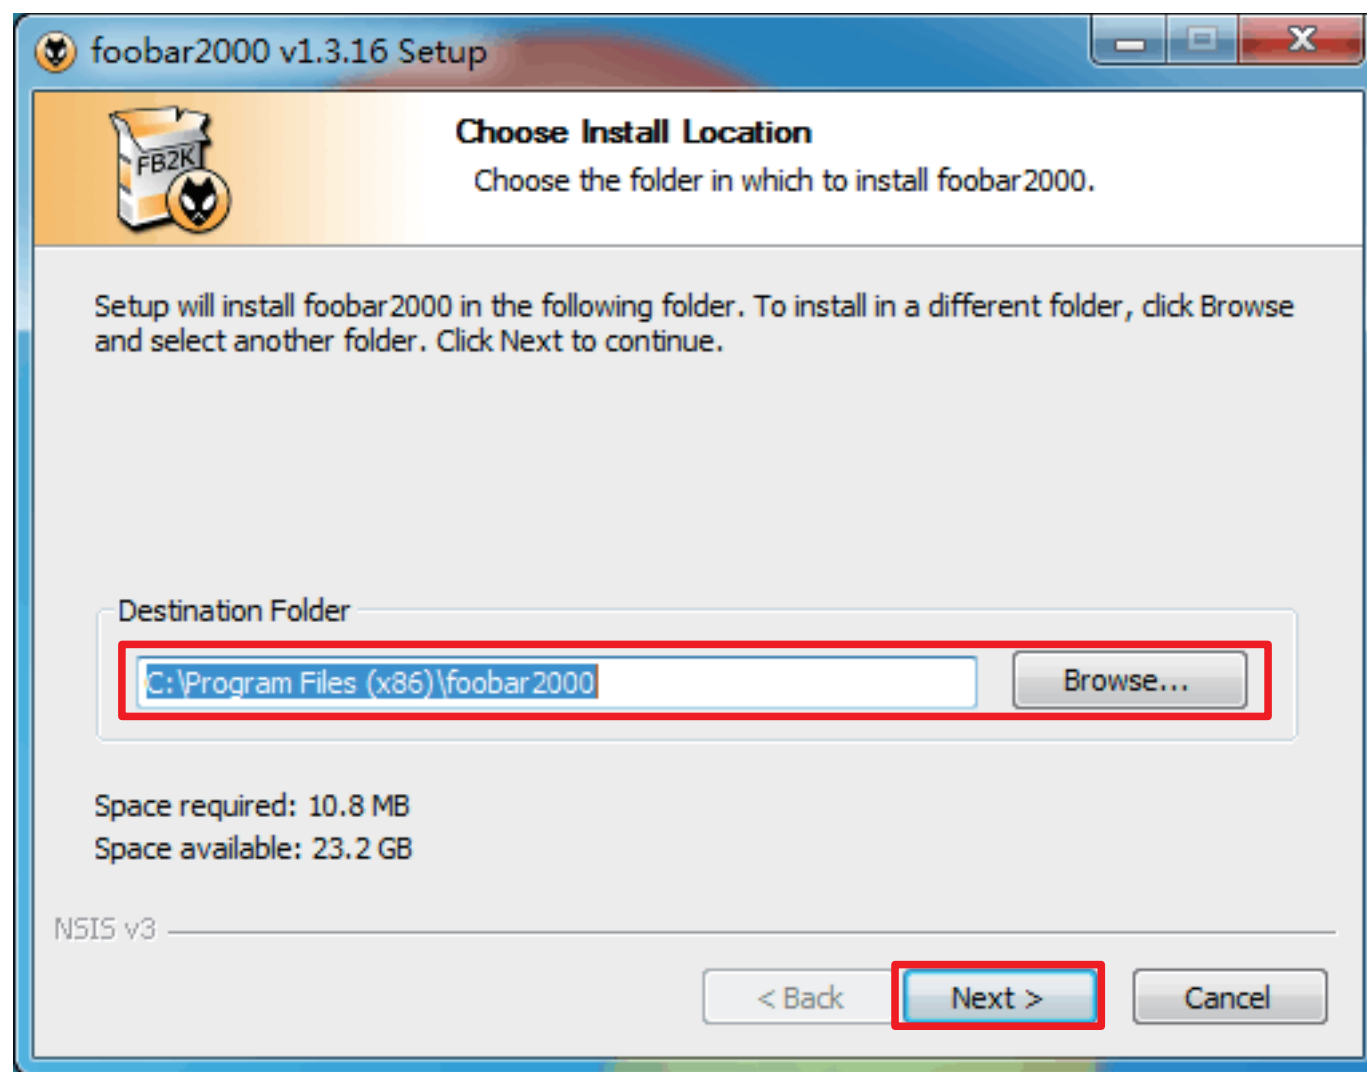 foobar2000 v1.3.16 Setup
FB2K
Choose Install Location
Choose the folder in which to install foobar2000.
Setup will install foobar2000 in the following folder. To install in a different folder, click Browse
and select another folder. Click Next to continue.
Destination Folder
C:\Program Files (x86)\foobar2000
Browse...
Space required: 10.8 MB
Space available: 23.2 GB
NSIS v3
< Back
Next >
Cancel